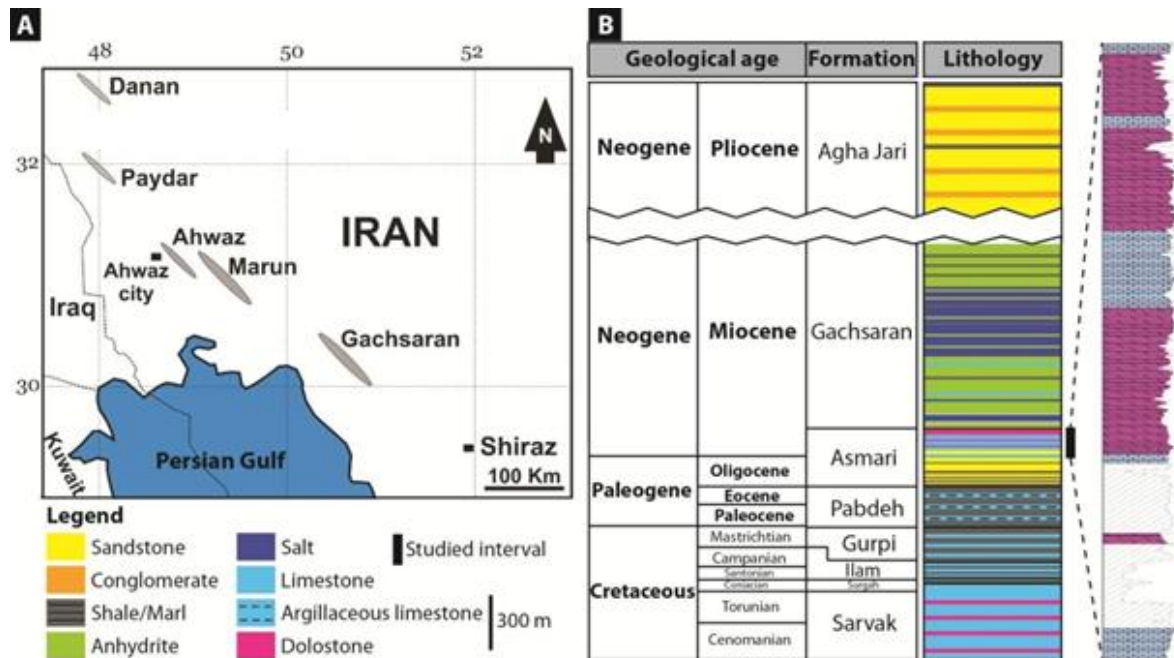 A
48 50 52
Danan
32
Paydar
IRAN
Ahwaz
Ahwaz
city
Marun
Iraq
Gachsaran
30
Kuwait
Persian Gulf
Shiraz
100 Km
N
Legend
Sandstone
Conglomerate
Shale/Marl
Anhydrite
Salt
Limestone
Argillaceous limestone
Dolostone
Studied interval
300 m
B
Geological age Formation Lithology
Neogene Pliocene Agha Jari
Neogene Miocene Gachsaran
Asmari
Paleogene Oligocene
Eocene Pabdeh
Paleocene
Cretaceous Mastrichtian Gurpi
Campanian
Santonian Ilam
Coniacian Surgah
Torunian Sarvak
Cenomanian